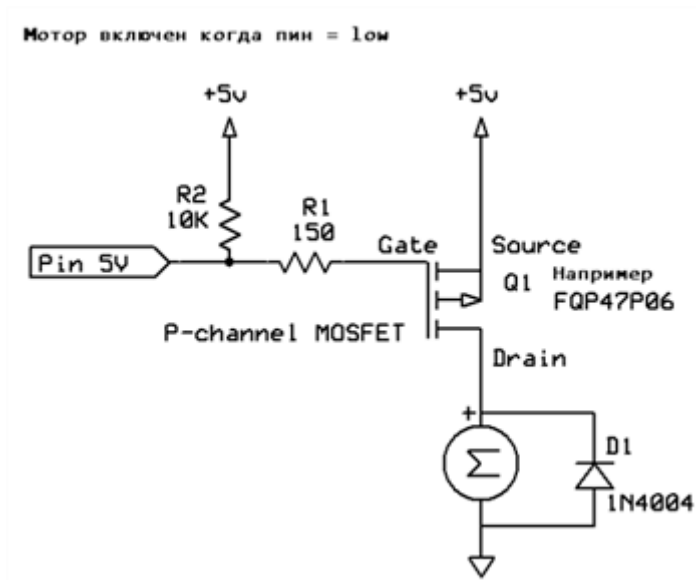 Мотор включен когда пин = low
+5v
+5v
R2
10K
R1
150
Pin 5V
Gate
Source
Q1
Например
FQP47P06
P-channel MOSFET
Drain
+
Σ
D1
1N4004